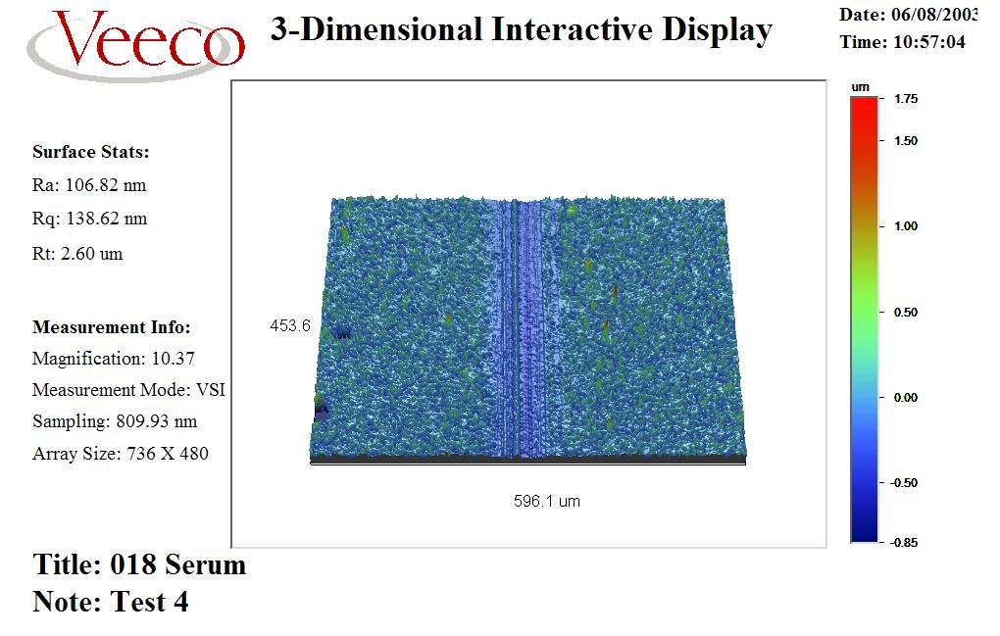 Veeco
3-Dimensional Interactive Display
Date: 06/08/2003
Time: 10:57:04
Surface Stats:
Ra: 106.82 nm
Rq: 138.62 nm
Rt: 2.60 um
Measurement Info:
Magnification: 10.37
Measurement Mode: VSI
Sampling: 809.93 nm
Array Size: 736 X 480
453.6
596.1 um
um
1.75
1.50
1.00
0.50
0.00
-0.50
-0.85
Title: 018 Serum
Note: Test 4